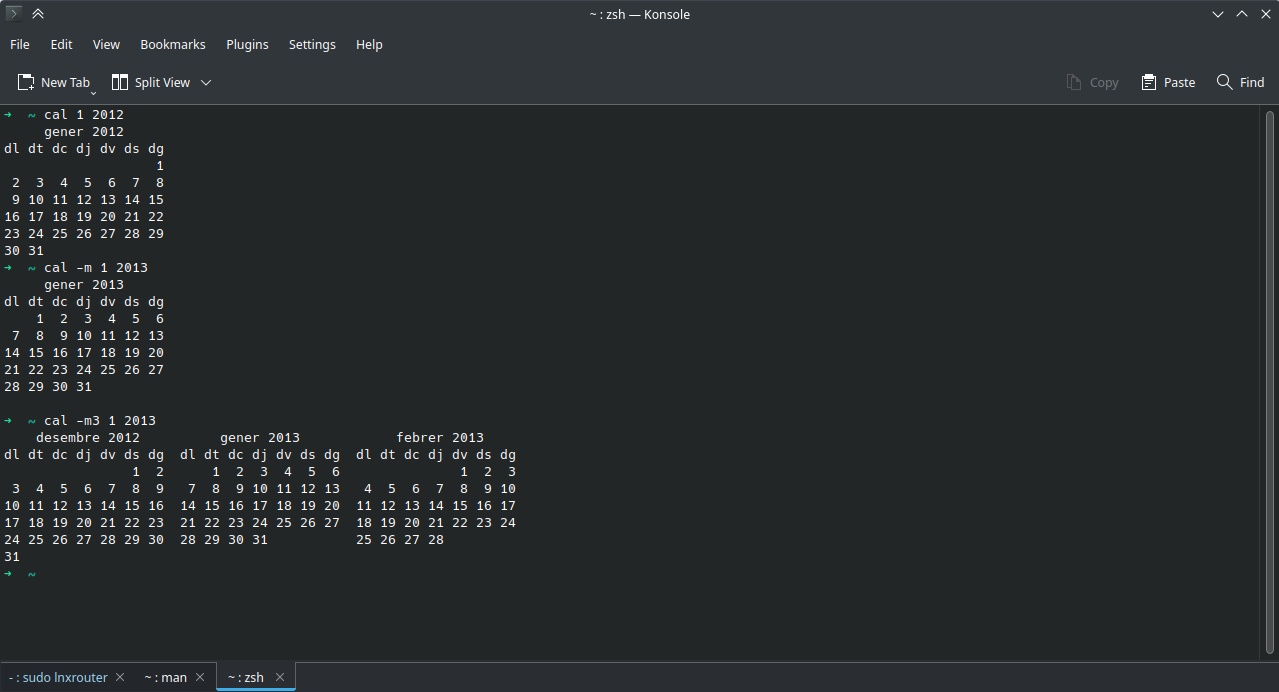 ~ : zsh — Konsole
File Edit View Bookmarks Plugins Settings Help
New Tab Split View Copy Paste Find
➜  ~ cal 1 2012
     gener 2012
dl dt dc dj dv ds dg
                   1
 2  3  4  5  6  7  8
 9 10 11 12 13 14 15
16 17 18 19 20 21 22
23 24 25 26 27 28 29
30 31
➜  ~ cal -m 1 2013
     gener 2013
dl dt dc dj dv ds dg
    1  2  3  4  5  6
 7  8  9 10 11 12 13
14 15 16 17 18 19 20
21 22 23 24 25 26 27
28 29 30 31
➜  ~ cal -m3 1 2013
    desembre 2012          gener 2013            febrer 2013
dl dt dc dj dv ds dg  dl dt dc dj dv ds dg  dl dt dc dj dv ds dg
                1  2      1  2  3  4  5  6               1  2  3
 3  4  5  6  7  8  9   7  8  9 10 11 12 13   4  5  6  7  8  9 10
10 11 12 13 14 15 16  14 15 16 17 18 19 20  11 12 13 14 15 16 17
17 18 19 20 21 22 23  21 22 23 24 25 26 27  18 19 20 21 22 23 24
24 25 26 27 28 29 30  28 29 30 31           25 26 27 28
31
➜  ~
- : sudo lnxrouter ~ : man ~ : zsh